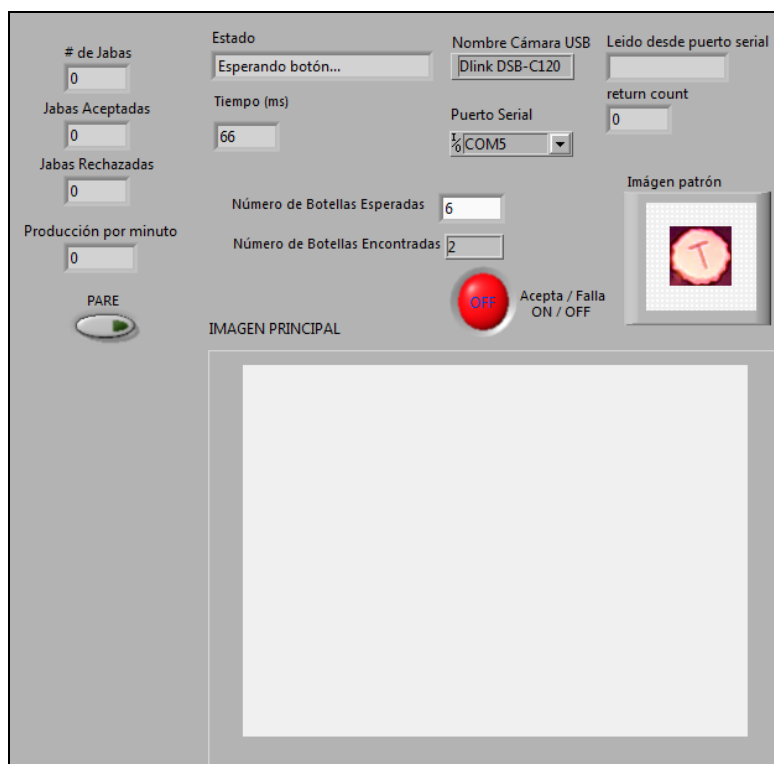 # de Jabas
0
Jabas Aceptadas
0
Jabas Rechazadas
0
Producción por minuto
0
PARE
Estado
Esperando botón...
Tiempo (ms)
66
Nombre Cámara USB
Dlink DSB-C120
Puerto Serial
I/O COM5
Leido desde puerto serial
return count
0
Número de Botellas Esperadas 6
Número de Botellas Encontradas 2
OFF
Acepta / Falla
ON / OFF
Imágen patrón
T
IMAGEN PRINCIPAL